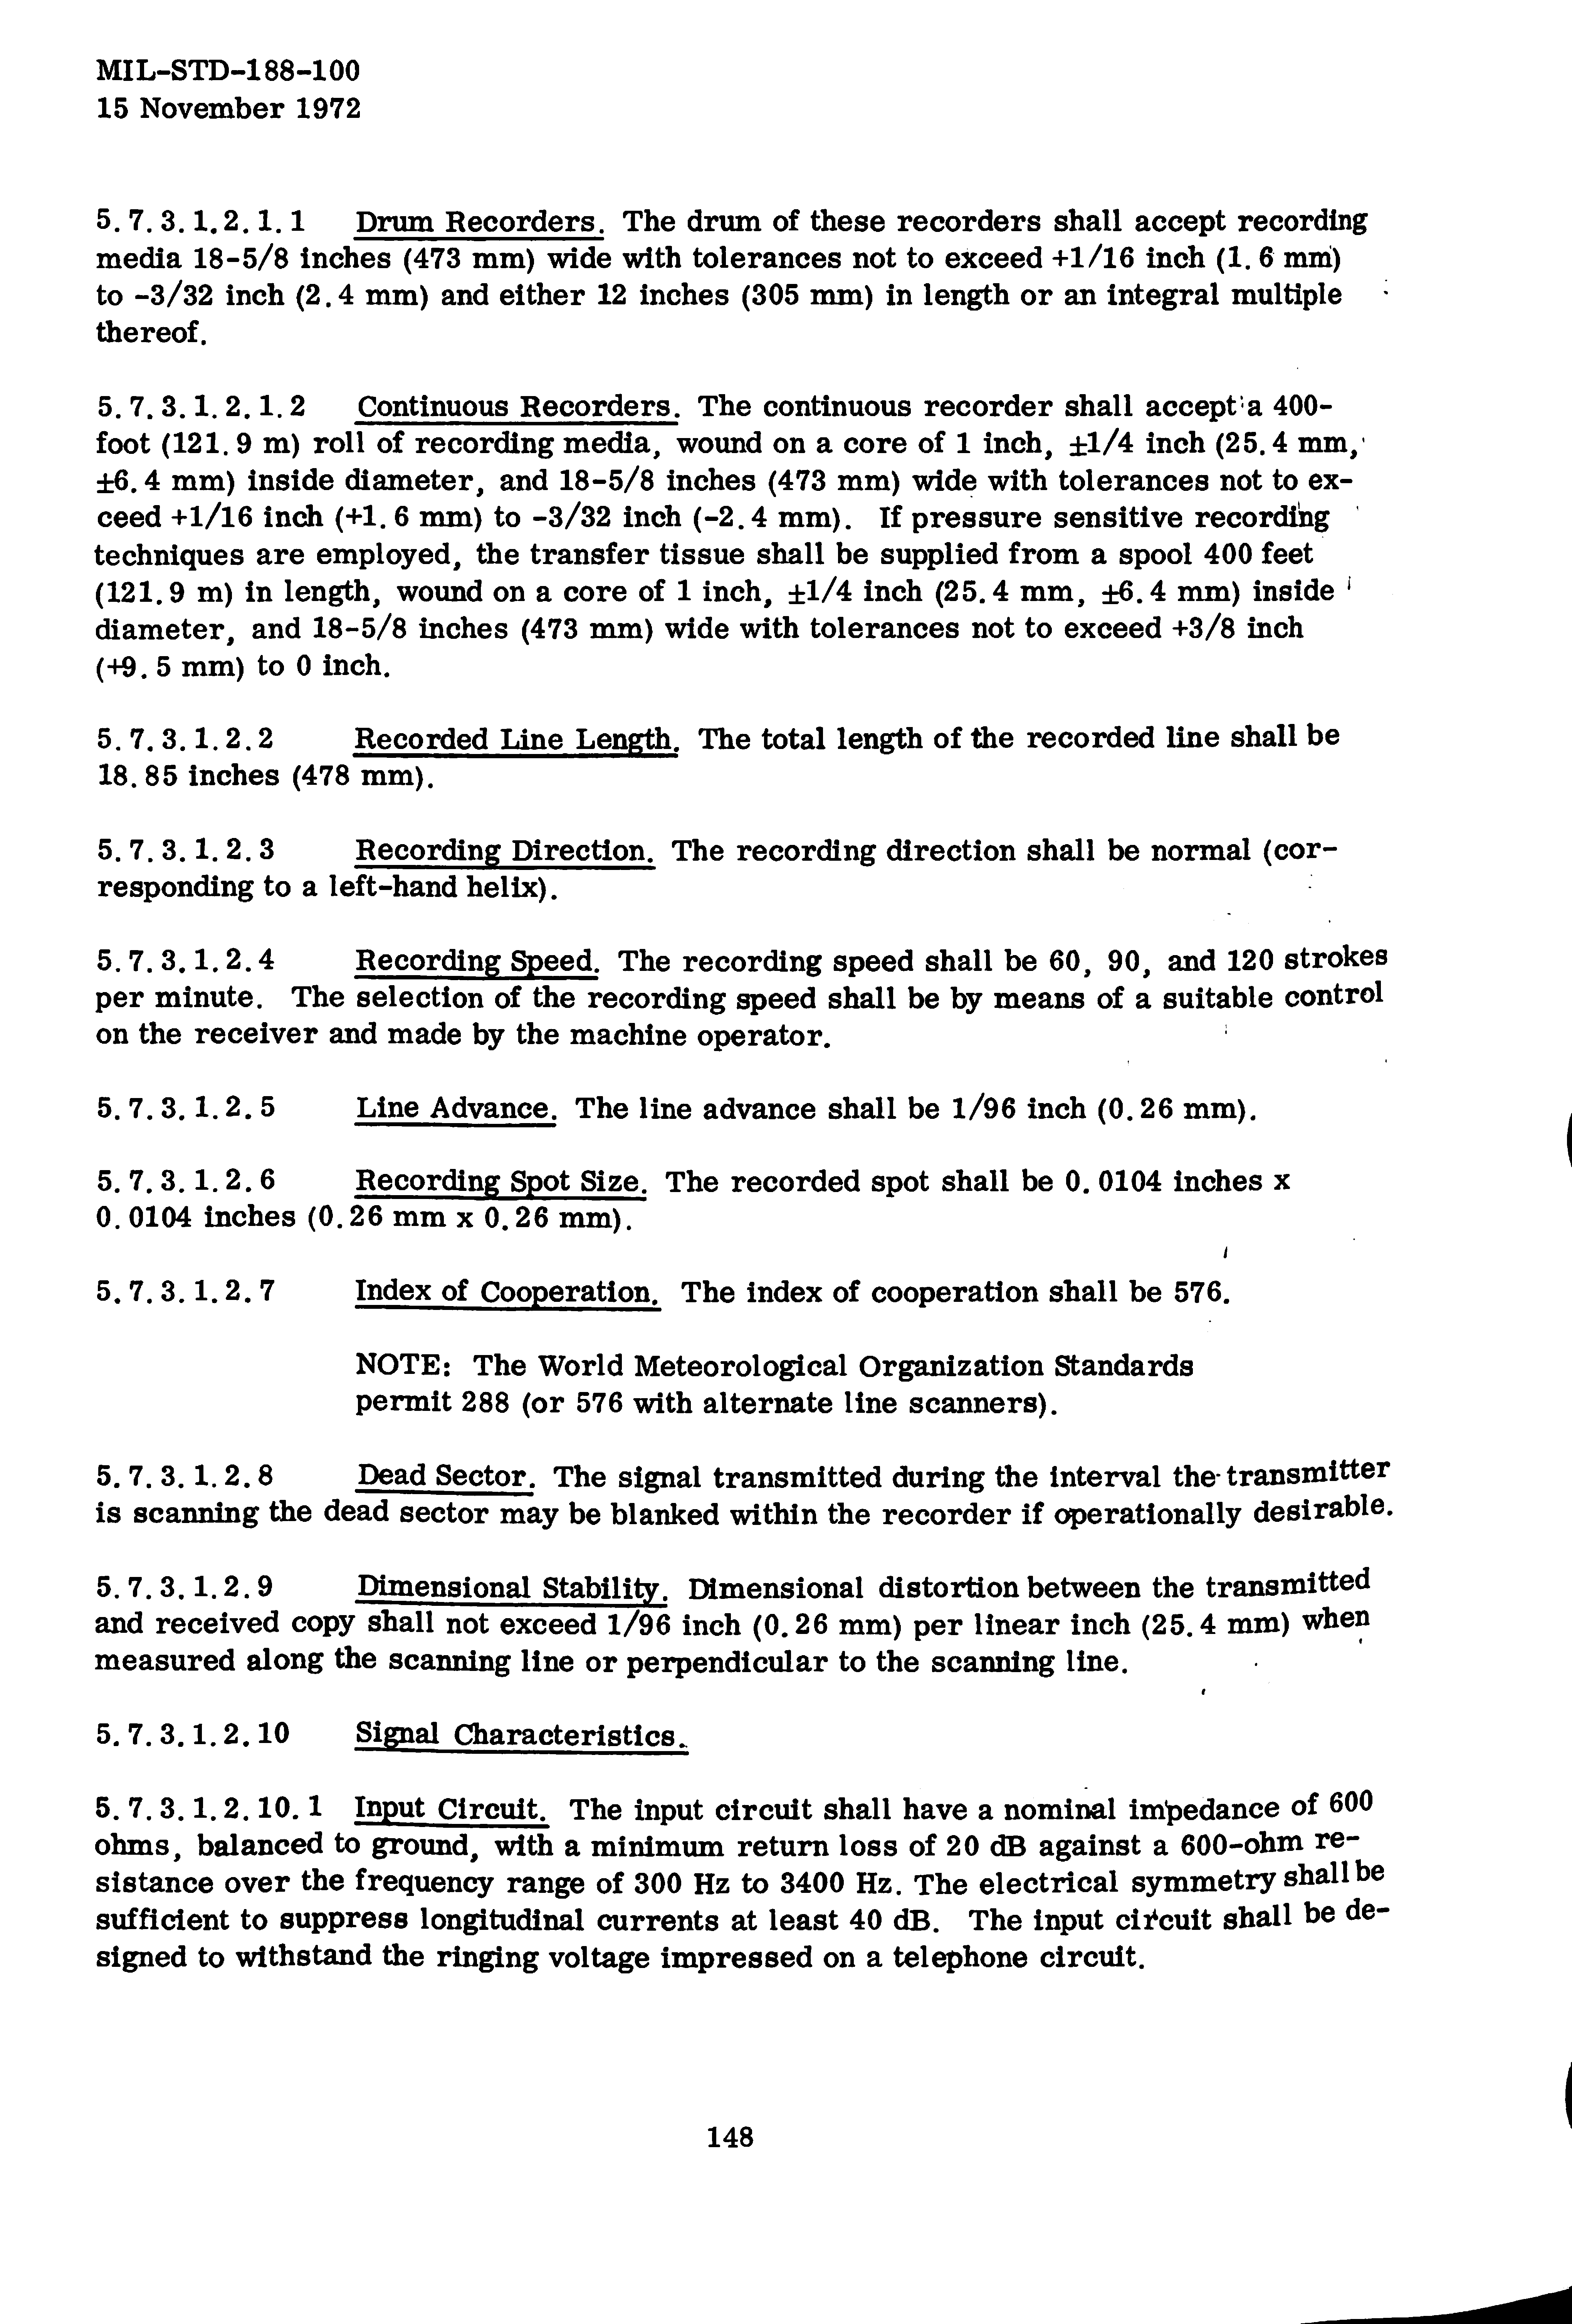 MIL-STD-188-100
15 November 1972
5.7.3.1.2.1.1 Drum Recorders. The drum of these recorders shall accept recording
media 18-5/8 inches (473 mm) wide with tolerances not to exceed +1/16 inch (1.6 mm)
to -3/32 inch (2.4 mm) and either 12 inches (305 mm) in length or an integral multiple
thereof.
5.7.3.1.2.1.2 Continuous Recorders. The continuous recorder shall accept a 400-
foot (121.9 m) roll of recording media, wound on a core of 1 inch, ±1/4 inch (25.4 mm,
±6.4 mm) inside diameter, and 18-5/8 inches (473 mm) wide with tolerances not to ex-
ceed +1/16 inch (+1.6 mm) to -3/32 inch (-2.4 mm). If pressure sensitive recording
techniques are employed, the transfer tissue shall be supplied from a spool 400 feet
(121.9 m) in length, wound on a core of 1 inch, ±1/4 inch (25.4 mm, ±6.4 mm) inside
diameter, and 18-5/8 inches (473 mm) wide with tolerances not to exceed +3/8 inch
(+9.5 mm) to 0 inch.
5.7.3.1.2.2 Recorded Line Length. The total length of the recorded line shall be
18.85 inches (478 mm).
5.7.3.1.2.3 Recording Direction. The recording direction shall be normal (cor-
responding to a left-hand helix).
5.7.3.1.2.4 Recording Speed. The recording speed shall be 60, 90, and 120 strokes
per minute. The selection of the recording speed shall be by means of a suitable control
on the receiver and made by the machine operator.
5.7.3.1.2.5 Line Advance. The line advance shall be 1/96 inch (0.26 mm).
5.7.3.1.2.6 Recording Spot Size. The recorded spot shall be 0.0104 inches x
0.0104 inches (0.26 mm x 0.26 mm).
5.7.3.1.2.7 Index of Cooperation. The index of cooperation shall be 576.
NOTE: The World Meteorological Organization Standards
permit 288 (or 576 with alternate line scanners).
5.7.3.1.2.8 Dead Sector. The signal transmitted during the interval the transmitter
is scanning the dead sector may be blanked within the recorder if operationally desirable.
5.7.3.1.2.9 Dimensional Stability. Dimensional distortion between the transmitted
and received copy shall not exceed 1/96 inch (0.26 mm) per linear inch (25.4 mm) when
measured along the scanning line or perpendicular to the scanning line.
5.7.3.1.2.10 Signal Characteristics.
5.7.3.1.2.10.1 Input Circuit. The input circuit shall have a nominal impedance of 600
ohms, balanced to ground, with a minimum return loss of 20 dB against a 600-ohm re-
sistance over the frequency range of 300 Hz to 3400 Hz. The electrical symmetry shall be
sufficient to suppress longitudinal currents at least 40 dB. The input circuit shall be de-
signed to withstand the ringing voltage impressed on a telephone circuit.
148